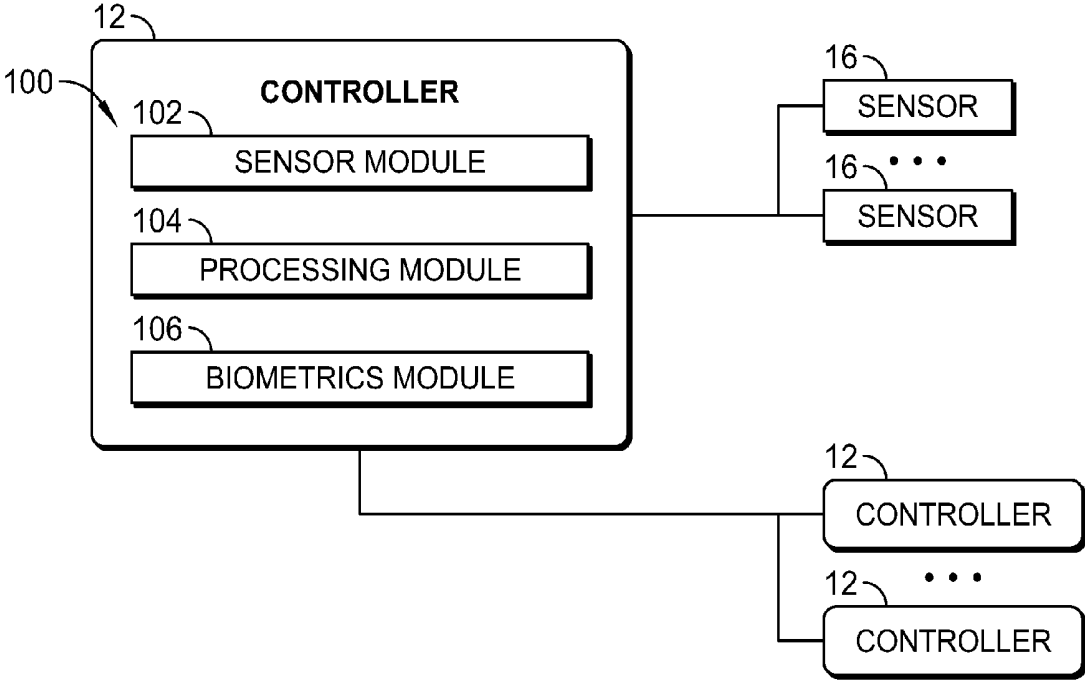 12
100
CONTROLLER
102
SENSOR MODULE
104
PROCESSING MODULE
106
BIOMETRICS MODULE
16
SENSOR
• • •
16
SENSOR
12
CONTROLLER
• • •
12
CONTROLLER